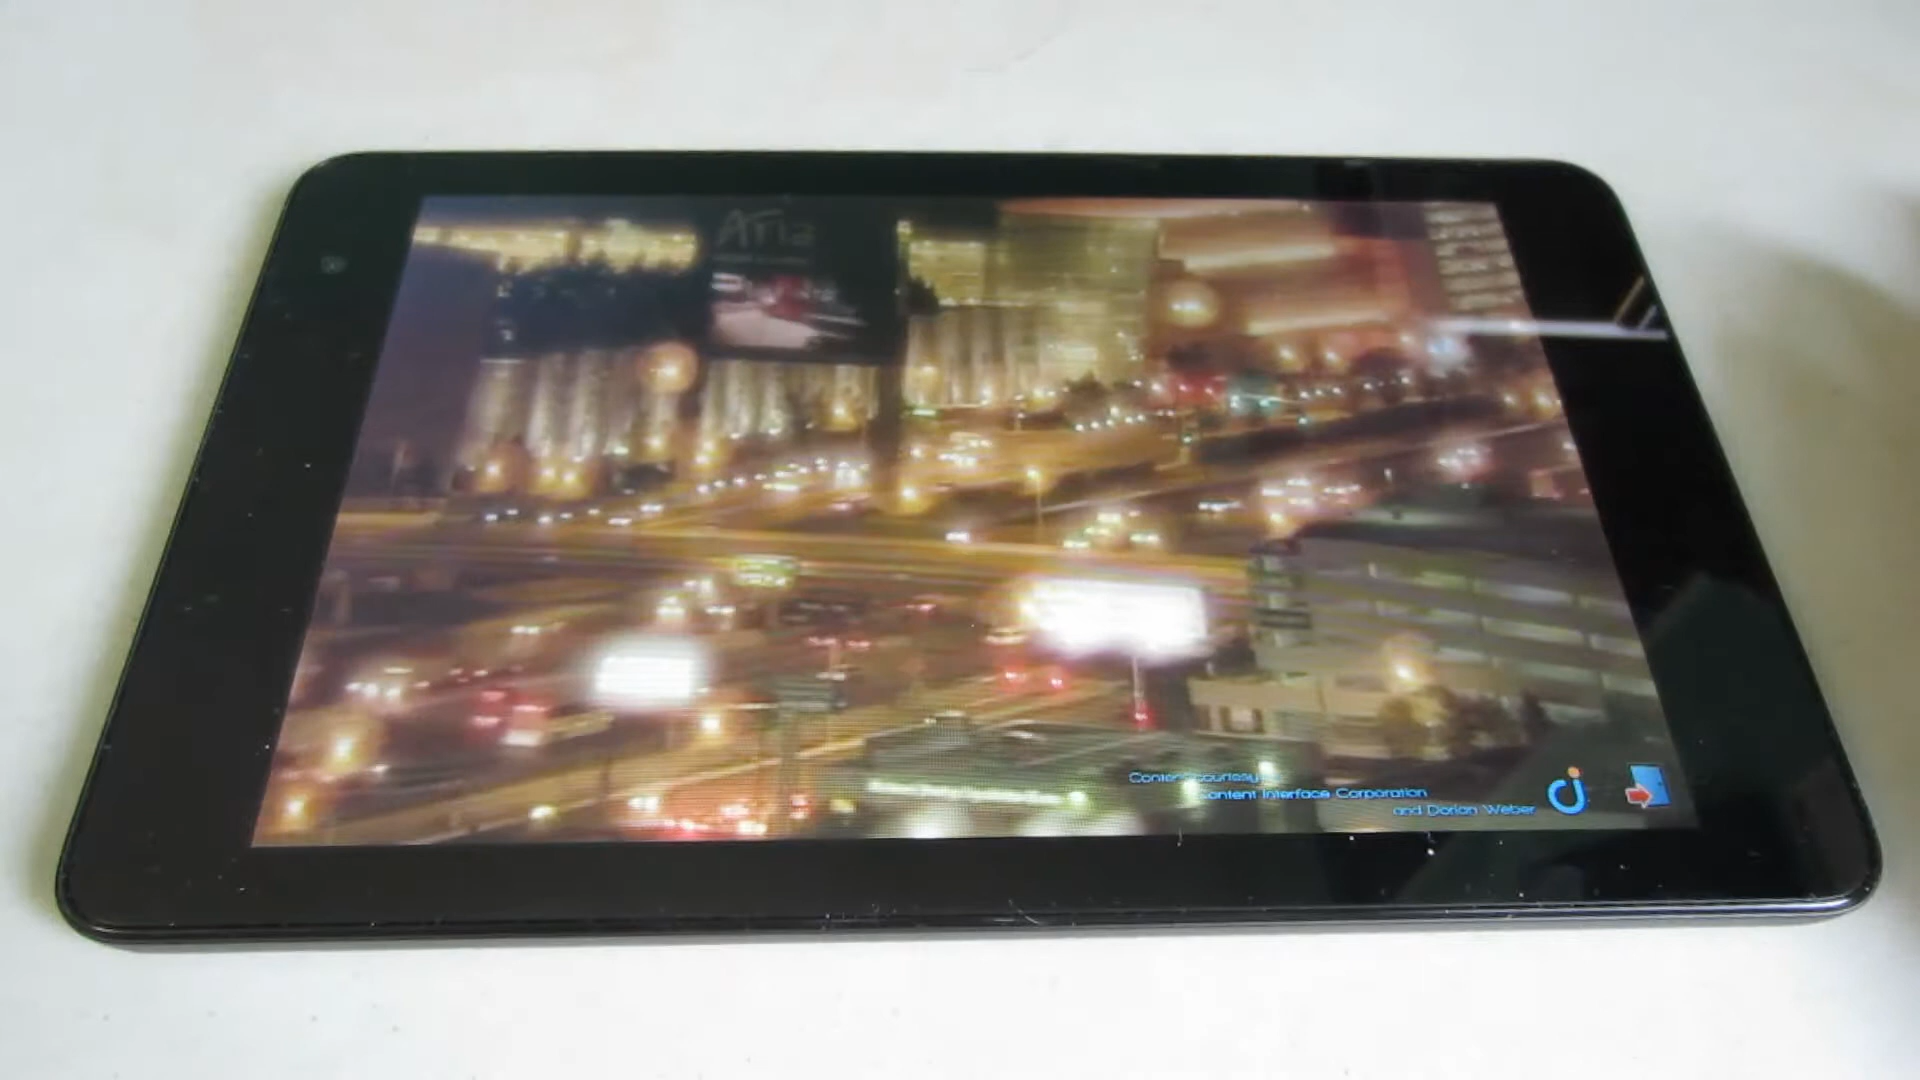 Aria
Content courtesy
Content Interface Corporation
and Dorian Weber